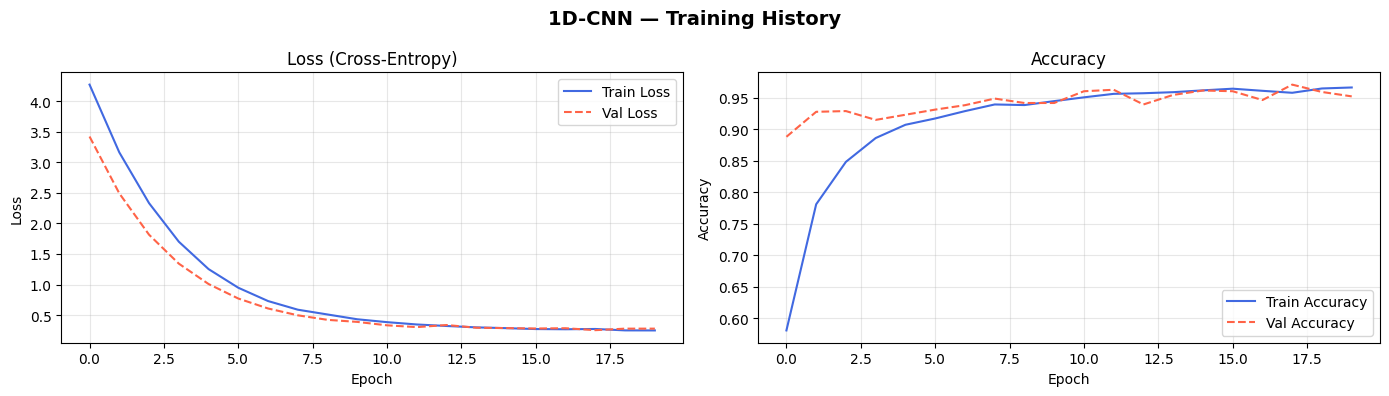 1D-CNN — Training History
Loss (Cross-Entropy)
Train Loss
Val Loss
4.0
3.5
3.0
2.5
2.0
1.5
1.0
0.5
Loss
0.0 2.5 5.0 7.5 10.0 12.5 15.0 17.5
Epoch
Accuracy
0.95
0.90
0.85
0.80
0.75
0.70
0.65
0.60
Accuracy
Train Accuracy
Val Accuracy
0.0 2.5 5.0 7.5 10.0 12.5 15.0 17.5
Epoch